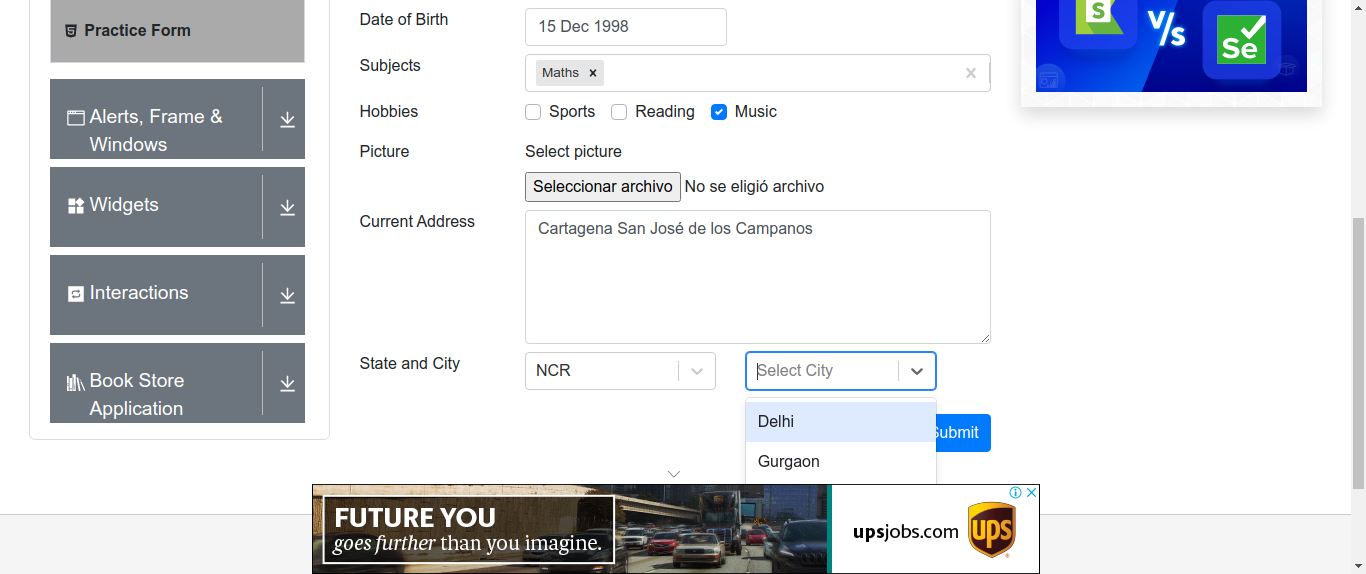 Practice Form
Alerts, Frame &
Windows
Widgets
Interactions
Book Store
Application
Date of Birth
15 Dec 1998
Subjects
Maths
Hobbies
Sports Reading Music
Picture
Select picture
Seleccionar archivo No se eligió archivo
Current Address
Cartagena San José de los Campanos
State and City
NCR
Select City
Delhi
Gurgaon
Submit
S
V/s
Se
FUTURE YOU
goes further than you imagine.
upsjobs.com
ups